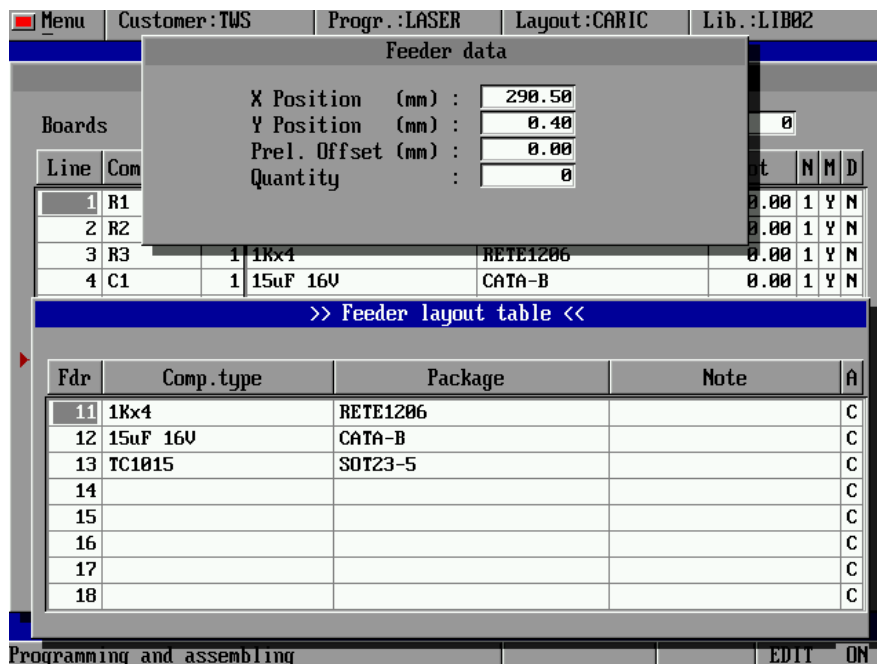 Menu Customer:TWS Progr.:LASER Layout:CARIC Lib.:LIB02
Feeder data
X Position (mm) : 290.50
Y Position (mm) : 0.40
Prel. Offset (mm) : 0.00
Quantity : 0
Boards 0
Line N M D
1 R1 1 Y N
2 R2 1 Y N
3 R3 1 1Kx4 RETE1206 0.00 1 Y N
4 C1 1 15uF 16V CATA-B 0.00 1 Y N
>> Feeder layout table <<
Fdr Comp.type Package Note A
11 1Kx4 RETE1206 C
12 15uF 16V CATA-B C
13 TC1015 SOT23-5 C
14 C
15 C
16 C
17 C
18 C
Programming and assembling EDIT ON